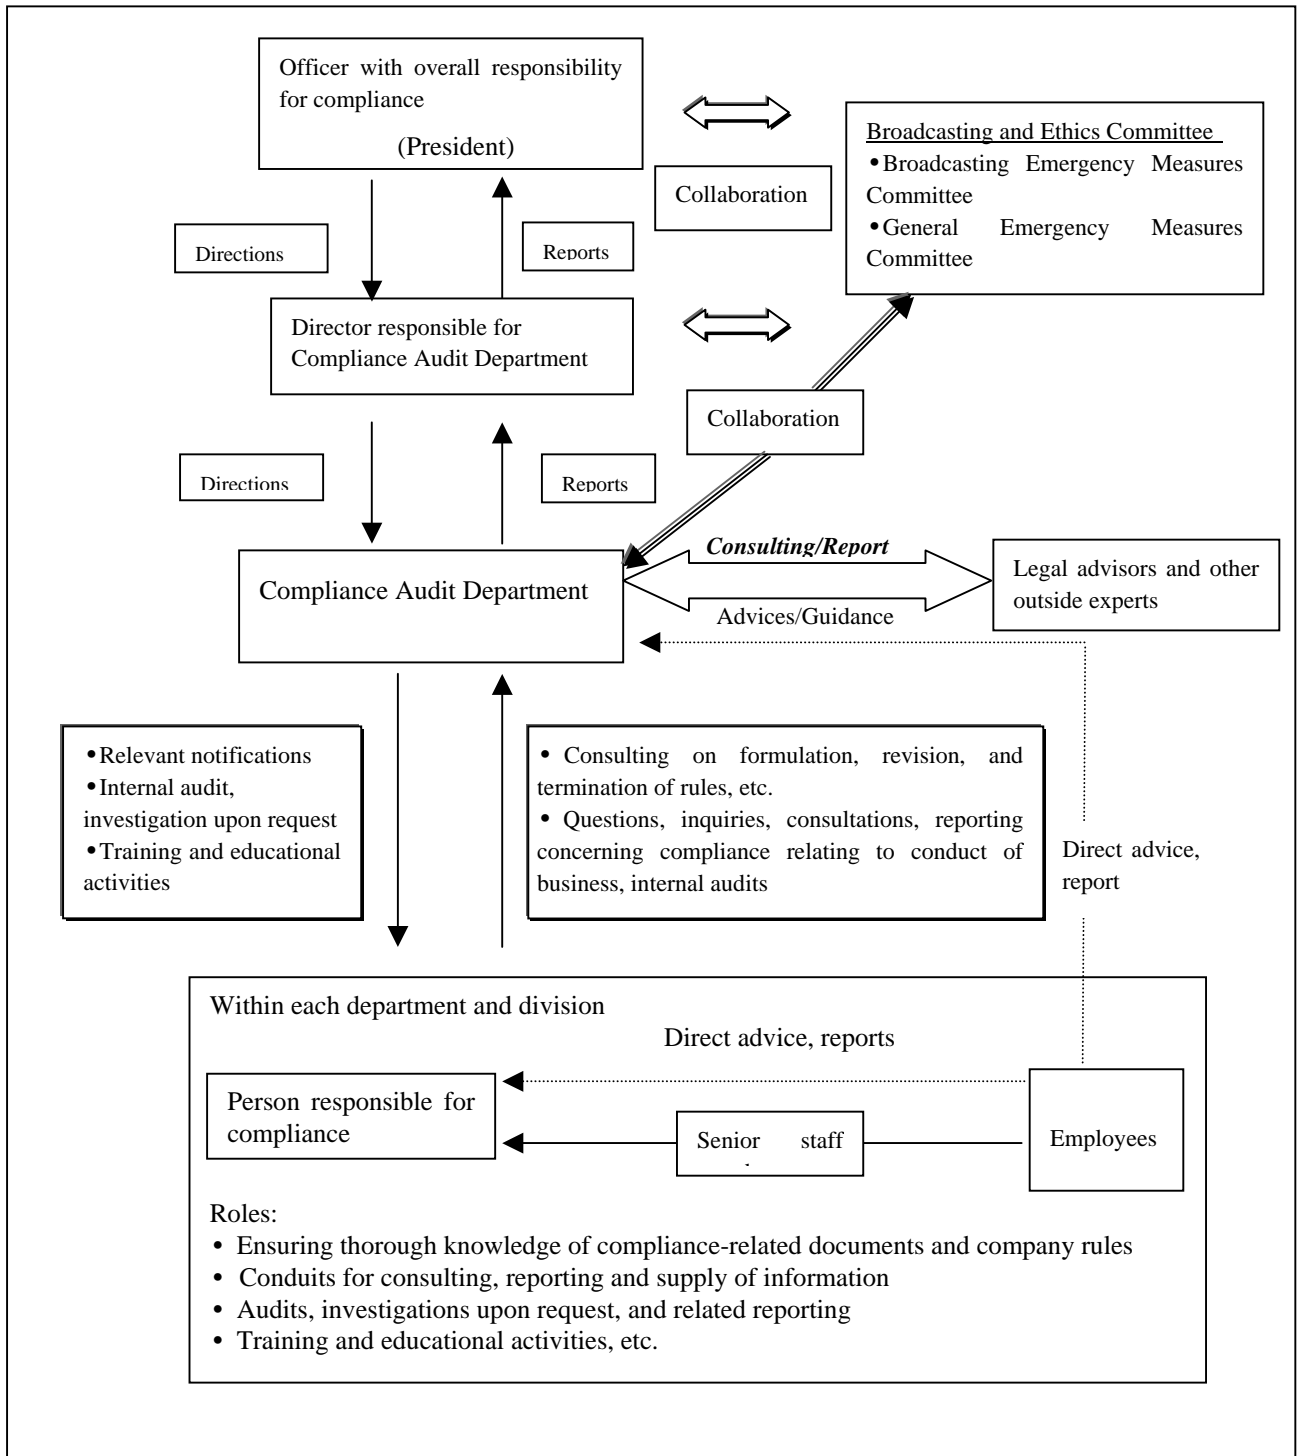 Officer with overall responsibility
for compliance
(President)
Broadcasting and Ethics Committee
•Broadcasting Emergency Measures
Committee
•General Emergency Measures
Committee
Collaboration
Directions
Reports
Director responsible for
Compliance Audit Department
Collaboration
Directions
Reports
Consulting/Report
Compliance Audit Department
Legal advisors and other
outside experts
Advices/Guidance
•Relevant notifications
•Internal audit,
investigation upon request
•Training and educational
activities
• Consulting on formulation, revision, and
termination of rules, etc.
• Questions, inquiries, consultations, reporting
concerning compliance relating to conduct of
business, internal audits
Direct advice,
report
Within each department and division
Direct advice, reports
Person responsible for
compliance
Senior staff
Employees
Roles:
• Ensuring thorough knowledge of compliance-related documents and company rules
• Conduits for consulting, reporting and supply of information
• Audits, investigations upon request, and related reporting
• Training and educational activities, etc.